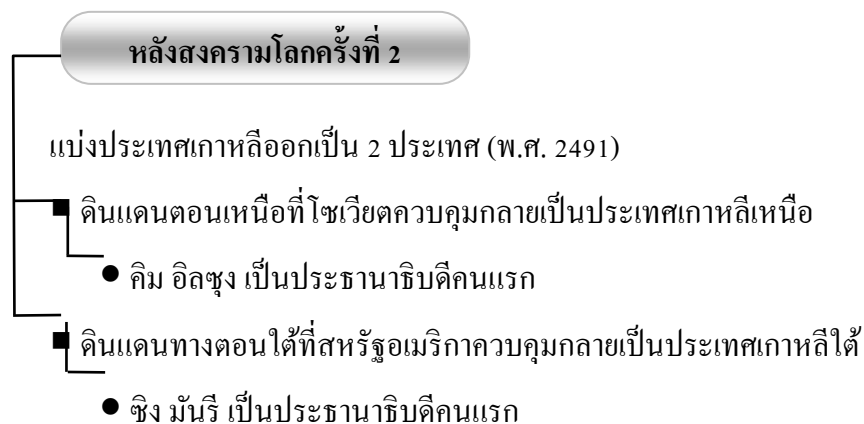 หลังสงครามโลกครั้งที่ 2
แบ่งประเทศเกาหลีออกเป็น 2 ประเทศ (พ.ศ. 2491)
ดินแดนตอนเหนือที่โซเวียตควบคุมกลายเป็นประเทศเกาหลีเหนือ
คิม อิลซุง เป็นประธานาธิบดีคนแรก
ดินแดนทางตอนใต้ที่สหรัฐอเมริกาควบคุมกลายเป็นประเทศเกาหลีใต้
ซิง มันรี เป็นประธานาธิบดีคนแรก